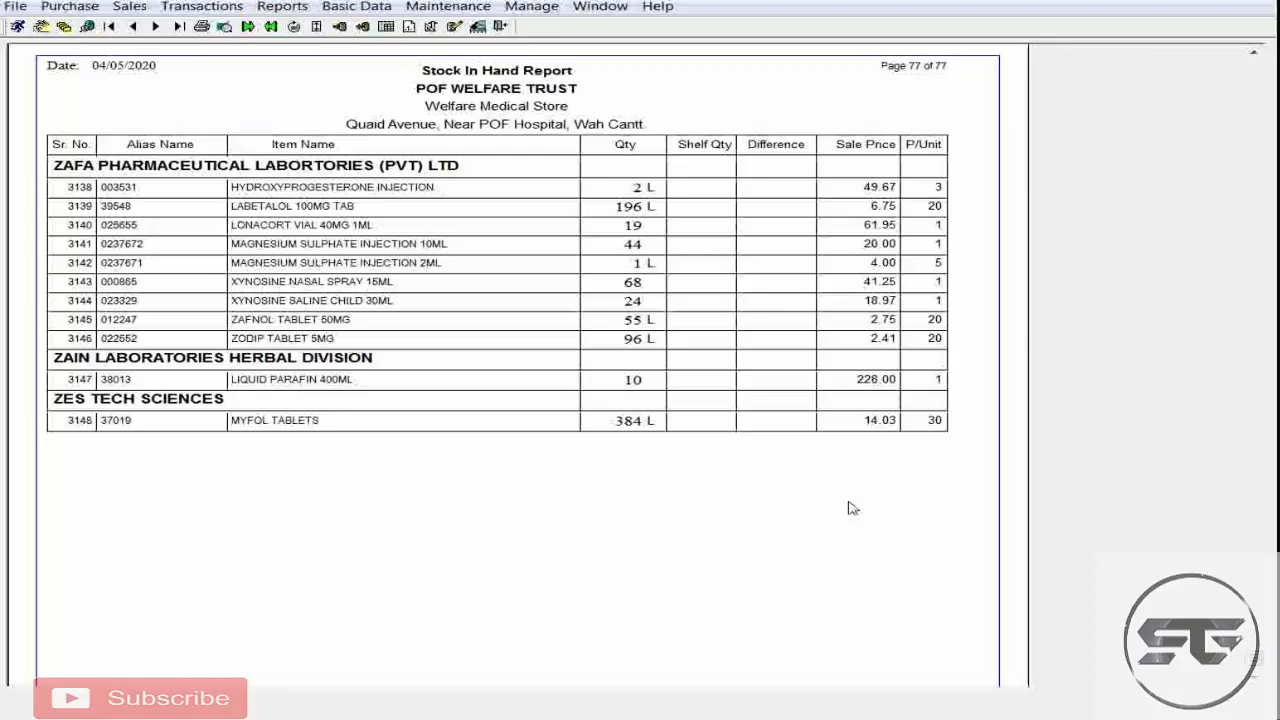 File Purchase Sales Transactions Reports Basic Data Maintenance Manage Window Help
Date: 04/05/2020 Page 77 of 77
Stock In Hand Report
POF WELFARE TRUST
Welfare Medical Store
Quaid Avenue, Near POF Hospital, Wah Cantt
Sr. No. Alias Name Item Name Qty Shelf Qty Difference Sale Price P/Unit
ZAFA PHARMACEUTICAL LABORTORIES (PVT) LTD
3138 003531 HYDROXYPROGESTERONE INJECTION 2 L 49.67 3
3139 39548 LABETALOL 100MG TAB 196 L 6.75 20
3140 025655 LONACORT VIAL 40MG 1ML 19 61.95 1
3141 0237672 MAGNESIUM SULPHATE INJECTION 10ML 44 20.00 1
3142 0237671 MAGNESIUM SULPHATE INJECTION 2ML 1 L 4.00 5
3143 000865 XYNOSINE NASAL SPRAY 15ML 68 41.25 1
3144 023329 XYNOSINE SALINE CHILD 30ML 24 18.97 1
3145 012247 ZAFNOL TABLET 50MG 55 L 2.75 20
3146 022552 ZODIP TABLET 5MG 96 L 2.41 20
ZAIN LABORATORIES HERBAL DIVISION
3147 38013 LIQUID PARAFIN 400ML 10 228.00 1
ZES TECH SCIENCES
3148 37019 MYFOL TABLETS 384 L 14.03 30
STG
Subscribe